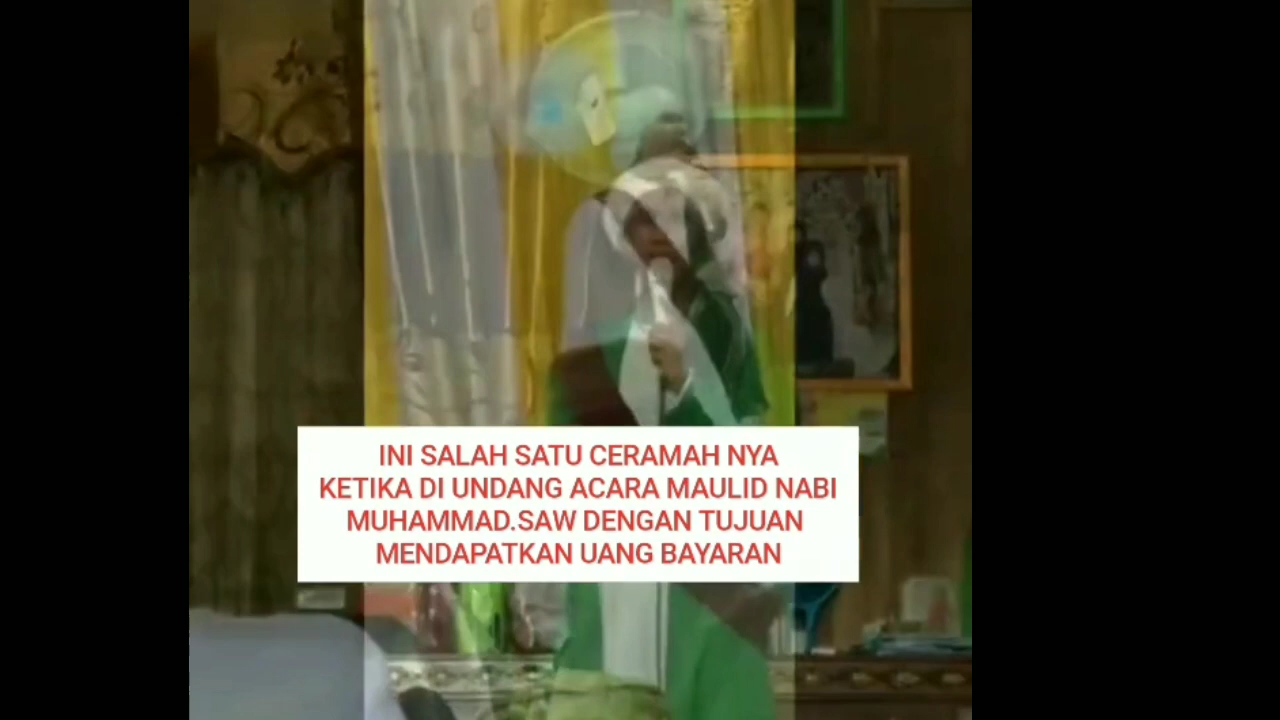 INI SALAH SATU CERAMAH NYA
KETIKA DI UNDANG ACARA MAULID NABI
MUHAMMAD.SAW DENGAN TUJUAN
MENDAPATKAN UANG BAYARAN